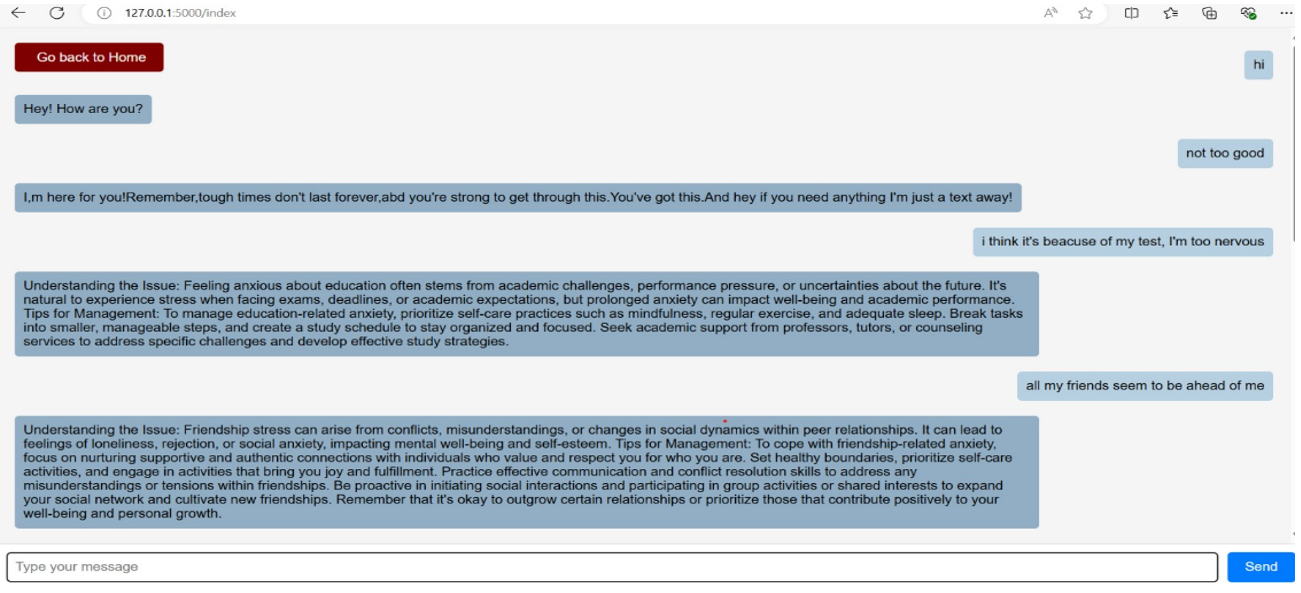 127.0.0.1:5000/index
Go back to Home
hi
Hey! How are you?
not too good
I,m here for you!Remember,tough times don't last forever,abd you're strong to get through this.You've got this.And hey if you need anything I'm just a text away!
i think it's beacuse of my test, I'm too nervous
Understanding the Issue: Feeling anxious about education often stems from academic challenges, performance pressure, or uncertainties about the future. It's
natural to experience stress when facing exams, deadlines, or academic expectations, but prolonged anxiety can impact well-being and academic performance.
Tips for Management: To manage education-related anxiety, prioritize self-care practices such as mindfulness, regular exercise, and adequate sleep. Break tasks
into smaller, manageable steps, and create a study schedule to stay organized and focused. Seek academic support from professors, tutors, or counseling
services to address specific challenges and develop effective study strategies.
all my friends seem to be ahead of me
Understanding the Issue: Friendship stress can arise from conflicts, misunderstandings, or changes in social dynamics within peer relationships. It can lead to
feelings of loneliness, rejection, or social anxiety, impacting mental well-being and self-esteem. Tips for Management: To cope with friendship-related anxiety,
focus on nurturing supportive and authentic connections with individuals who value and respect you for who you are. Set healthy boundaries, prioritize self-care
activities, and engage in activities that bring you joy and fulfillment. Practice effective communication and conflict resolution skills to address any
misunderstandings or tensions within friendships. Be proactive in initiating social interactions and participating in group activities or shared interests to expand
your social network and cultivate new friendships. Remember that it's okay to outgrow certain relationships or prioritize those that contribute positively to your
well-being and personal growth.
Type your message
Send